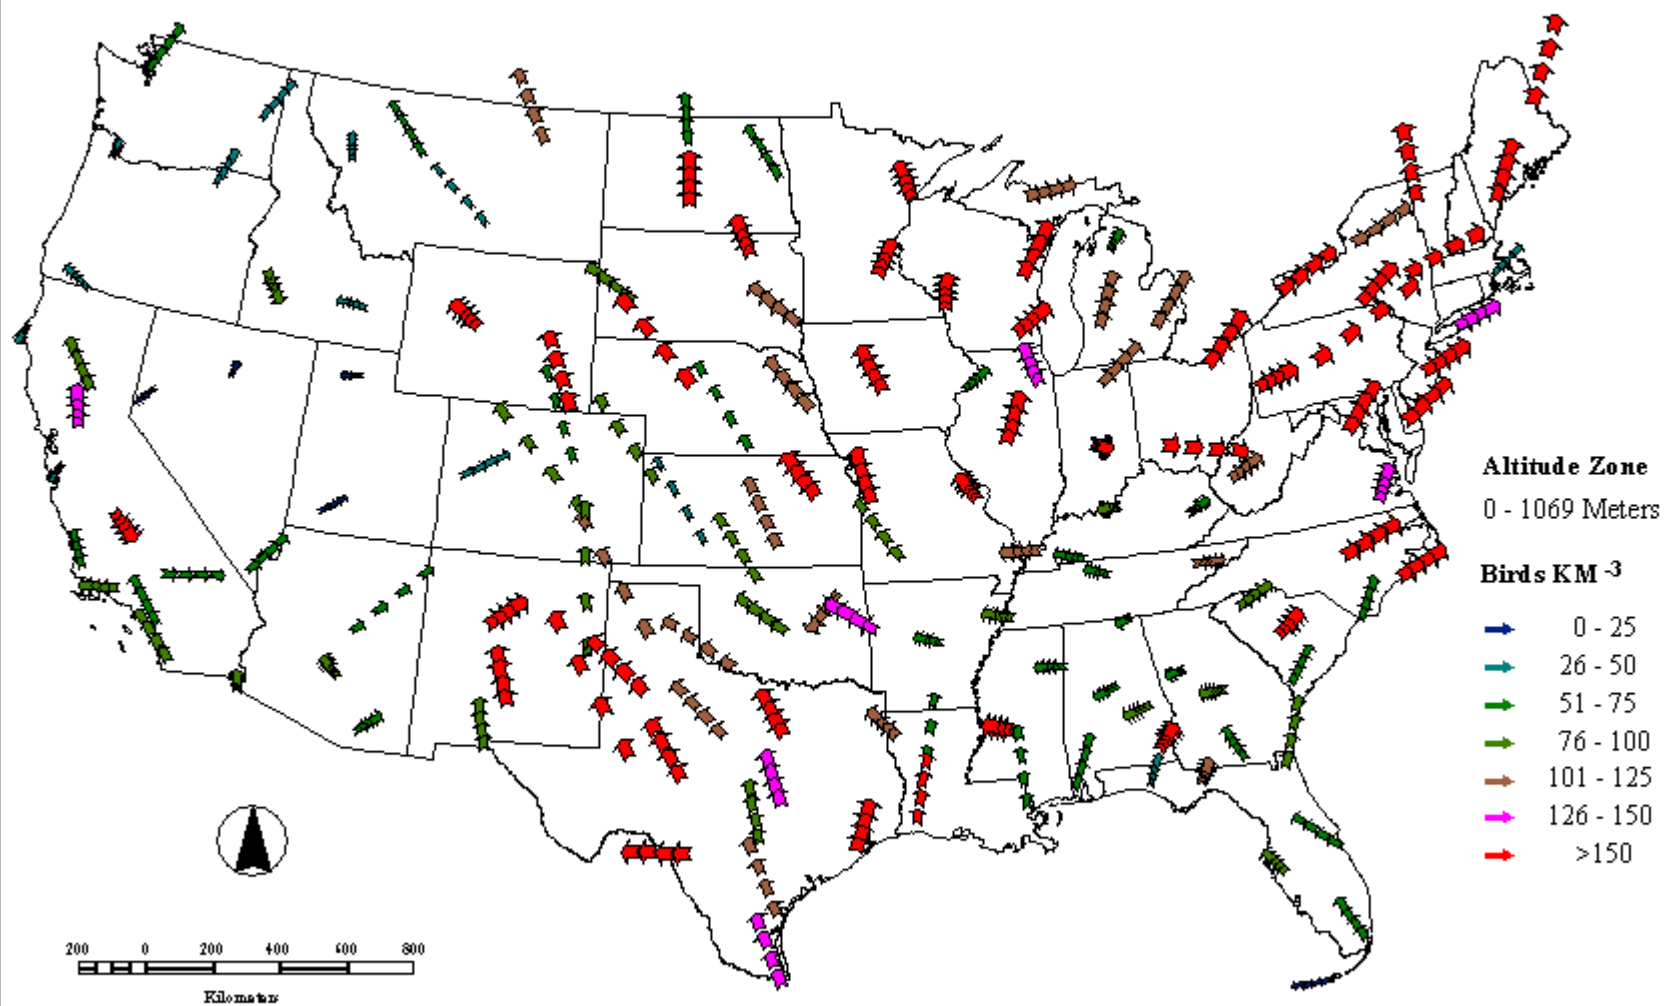 Altitude Zone
0 - 1069 Meters
Birds KM -3
0 - 25
26 - 50
51 - 75
76 - 100
101 - 125
126 - 150
>150
200 0 200 400 600 800
Kilometers